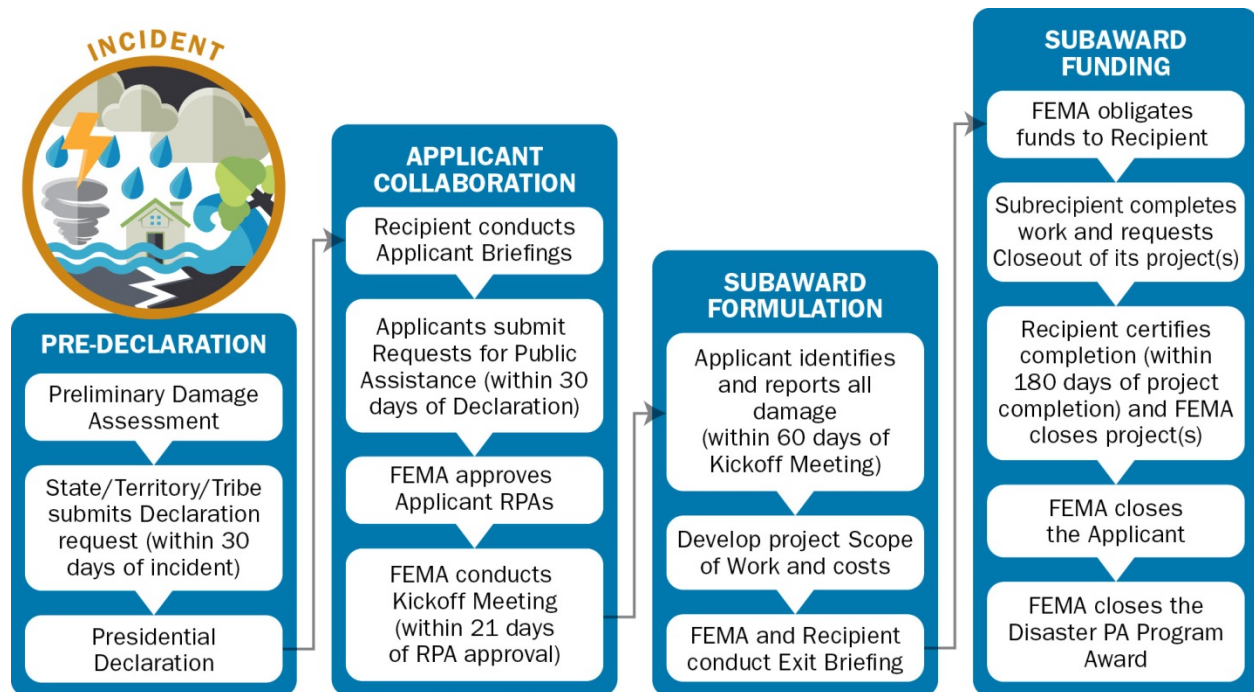 INCIDENT
PRE-DECLARATION
Preliminary Damage
Assessment
State/Territory/Tribe
submits Declaration
request (within 30
days of incident)
Presidential
Declaration
APPLICANT
COLLABORATION
Recipient conducts
Applicant Briefings
Applicants submit
Requests for Public
Assistance (within 30
days of Declaration)
FEMA approves
Applicant RPAs
FEMA conducts
Kickoff Meeting
(within 21 days
of RPA approval)
SUBAWARD
FORMULATION
Applicant identifies
and reports all
damage
(within 60 days of
Kickoff Meeting)
Develop project Scope
of Work and costs
FEMA and Recipient
conduct Exit Briefing
SUBAWARD
FUNDING
FEMA obligates
funds to Recipient
Subrecipient completes
work and requests
Closeout of its project(s)
Recipient certifies
completion (within
180 days of project
completion) and FEMA
closes project(s)
FEMA closes
the Applicant
FEMA closes the
Disaster PA Program
Award